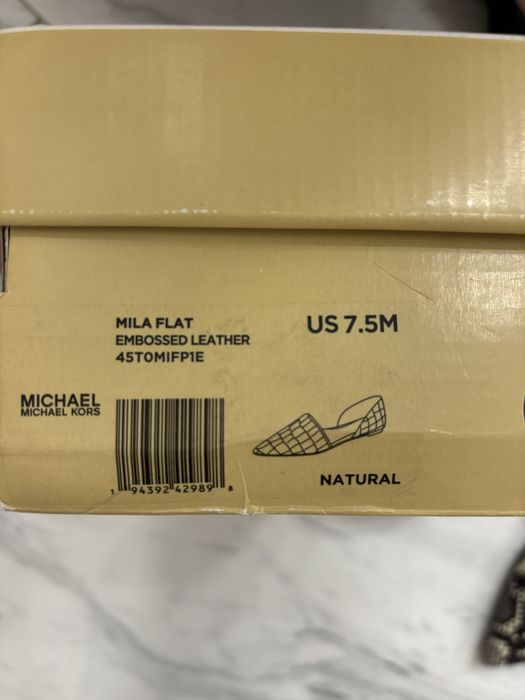 MILA FLAT
EMBOSSED LEATHER
45T0MIFP1E
US 7.5M
MICHAEL
MICHAEL KORS
1 94392 42989 8
NATURAL